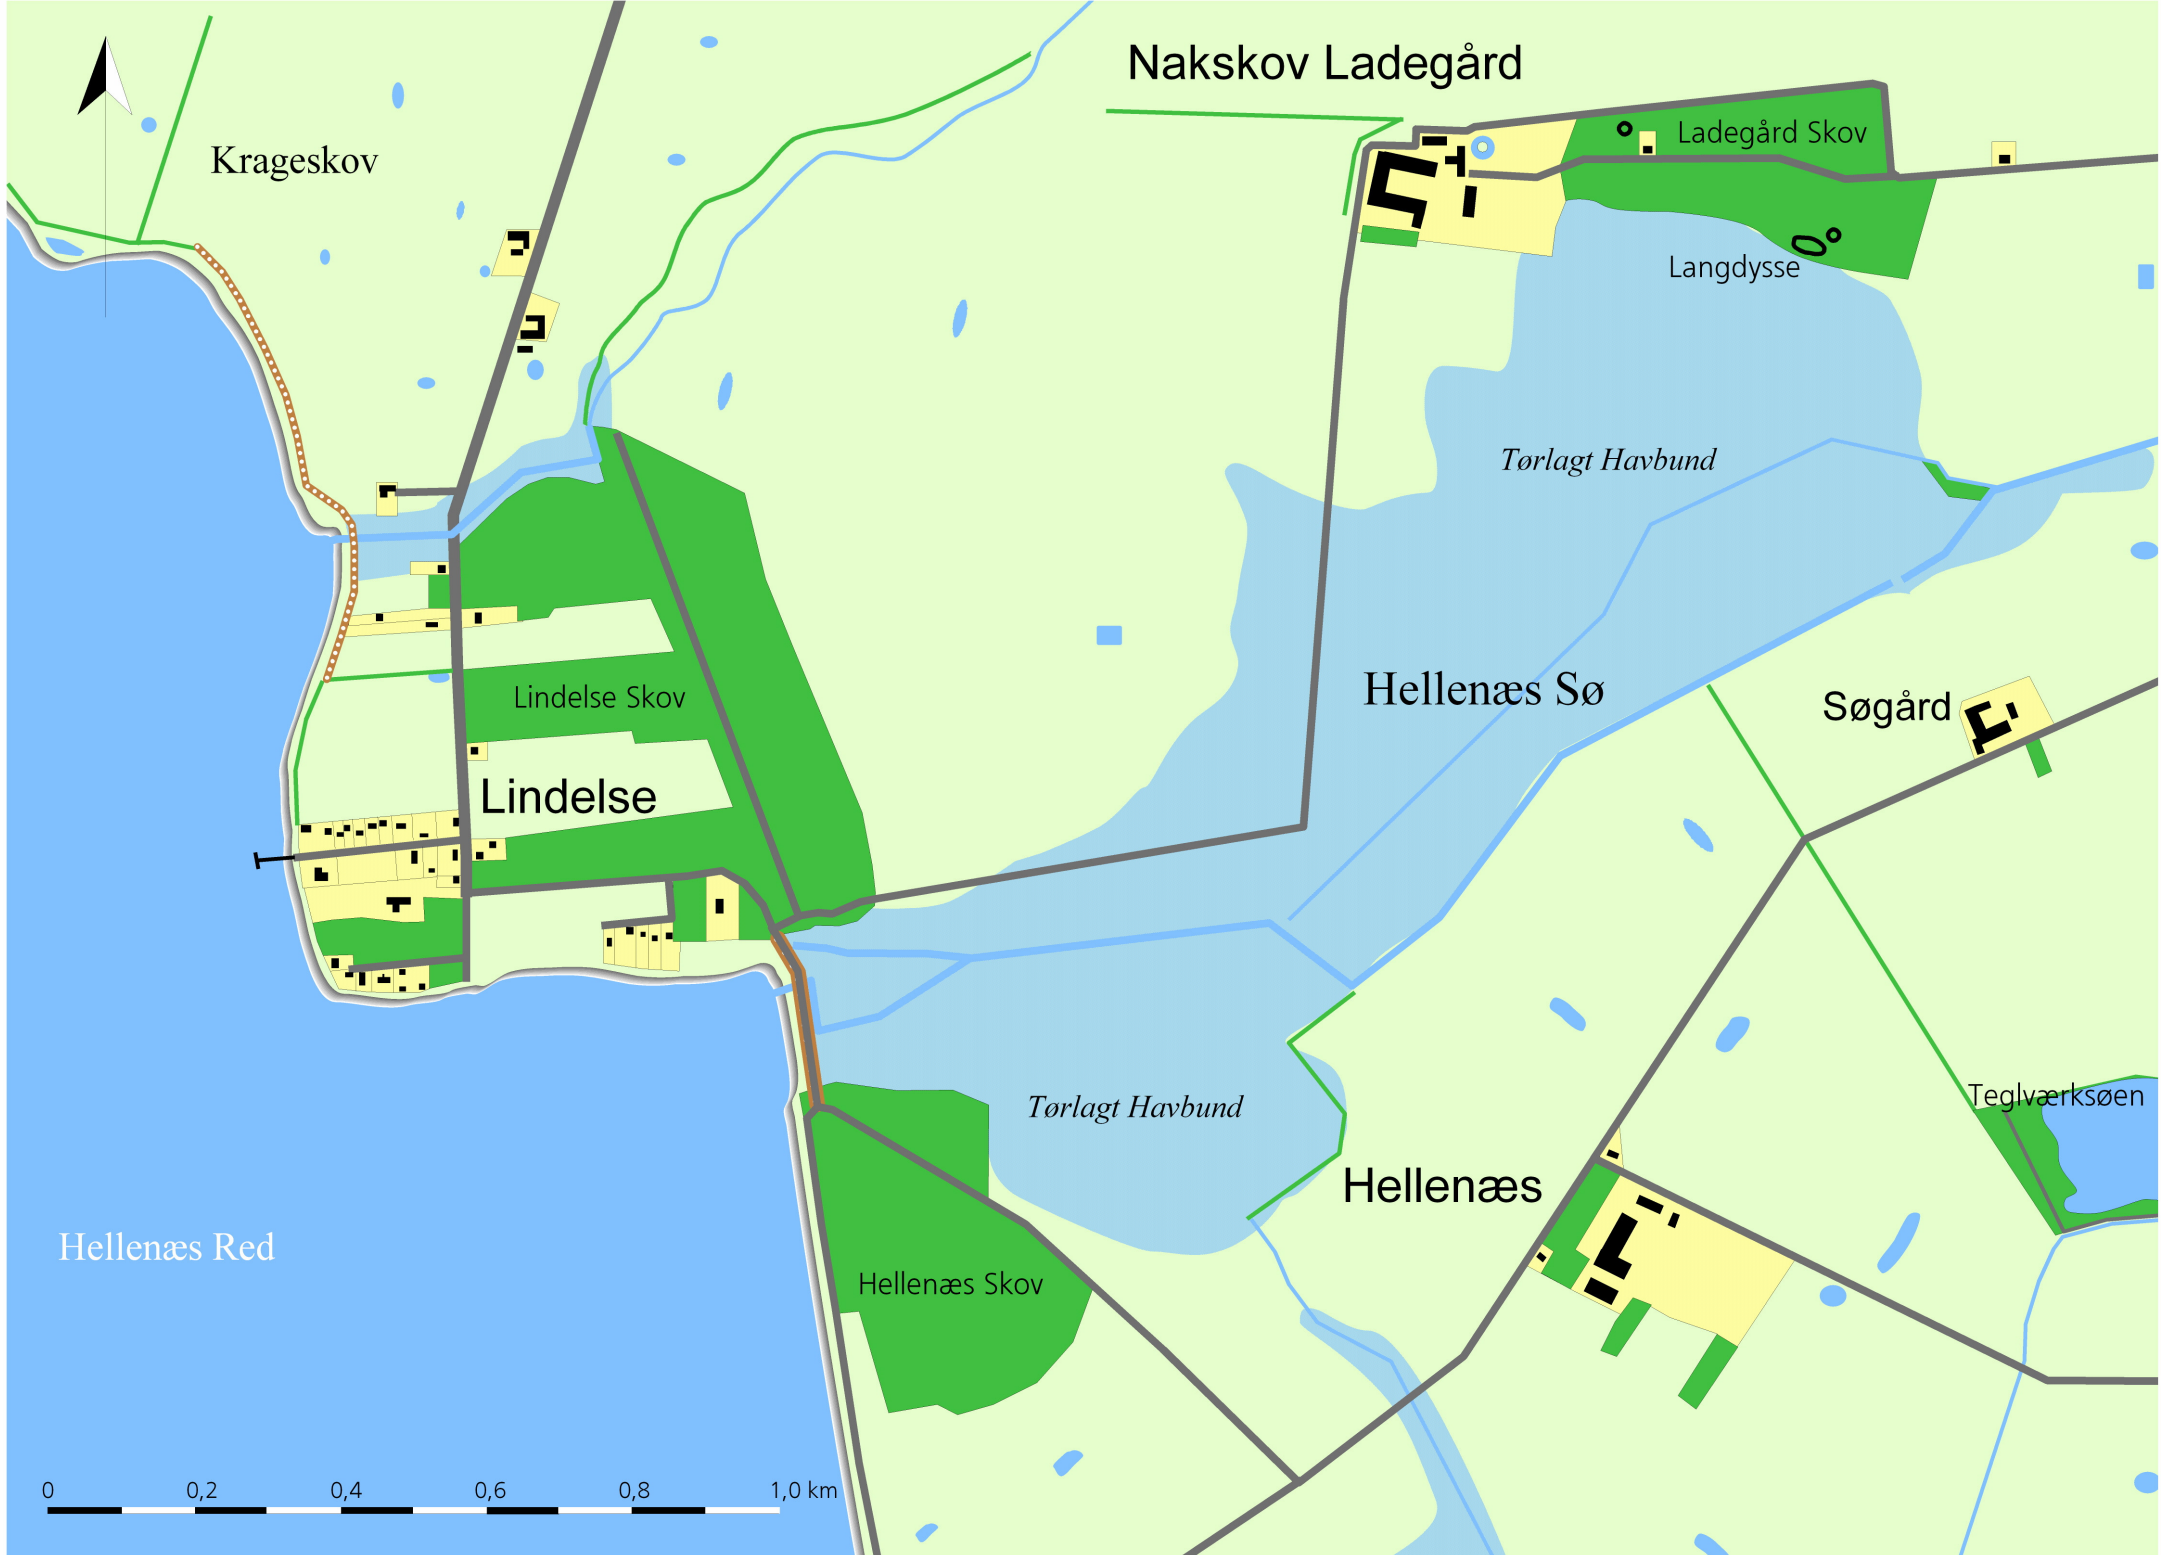 Nakskov Ladegård
Ladegård Skov
Krageskov
Langdysse
Tørlagt Havbund
Hellenæs Sø
Søgård
Lindelse Skov
Lindelse
Teglværksøen
Tørlagt Havbund
Hellenæs
Hellenæs Red
Hellenæs Skov
0 0,2 0,4 0,6 0,8 1,0 km